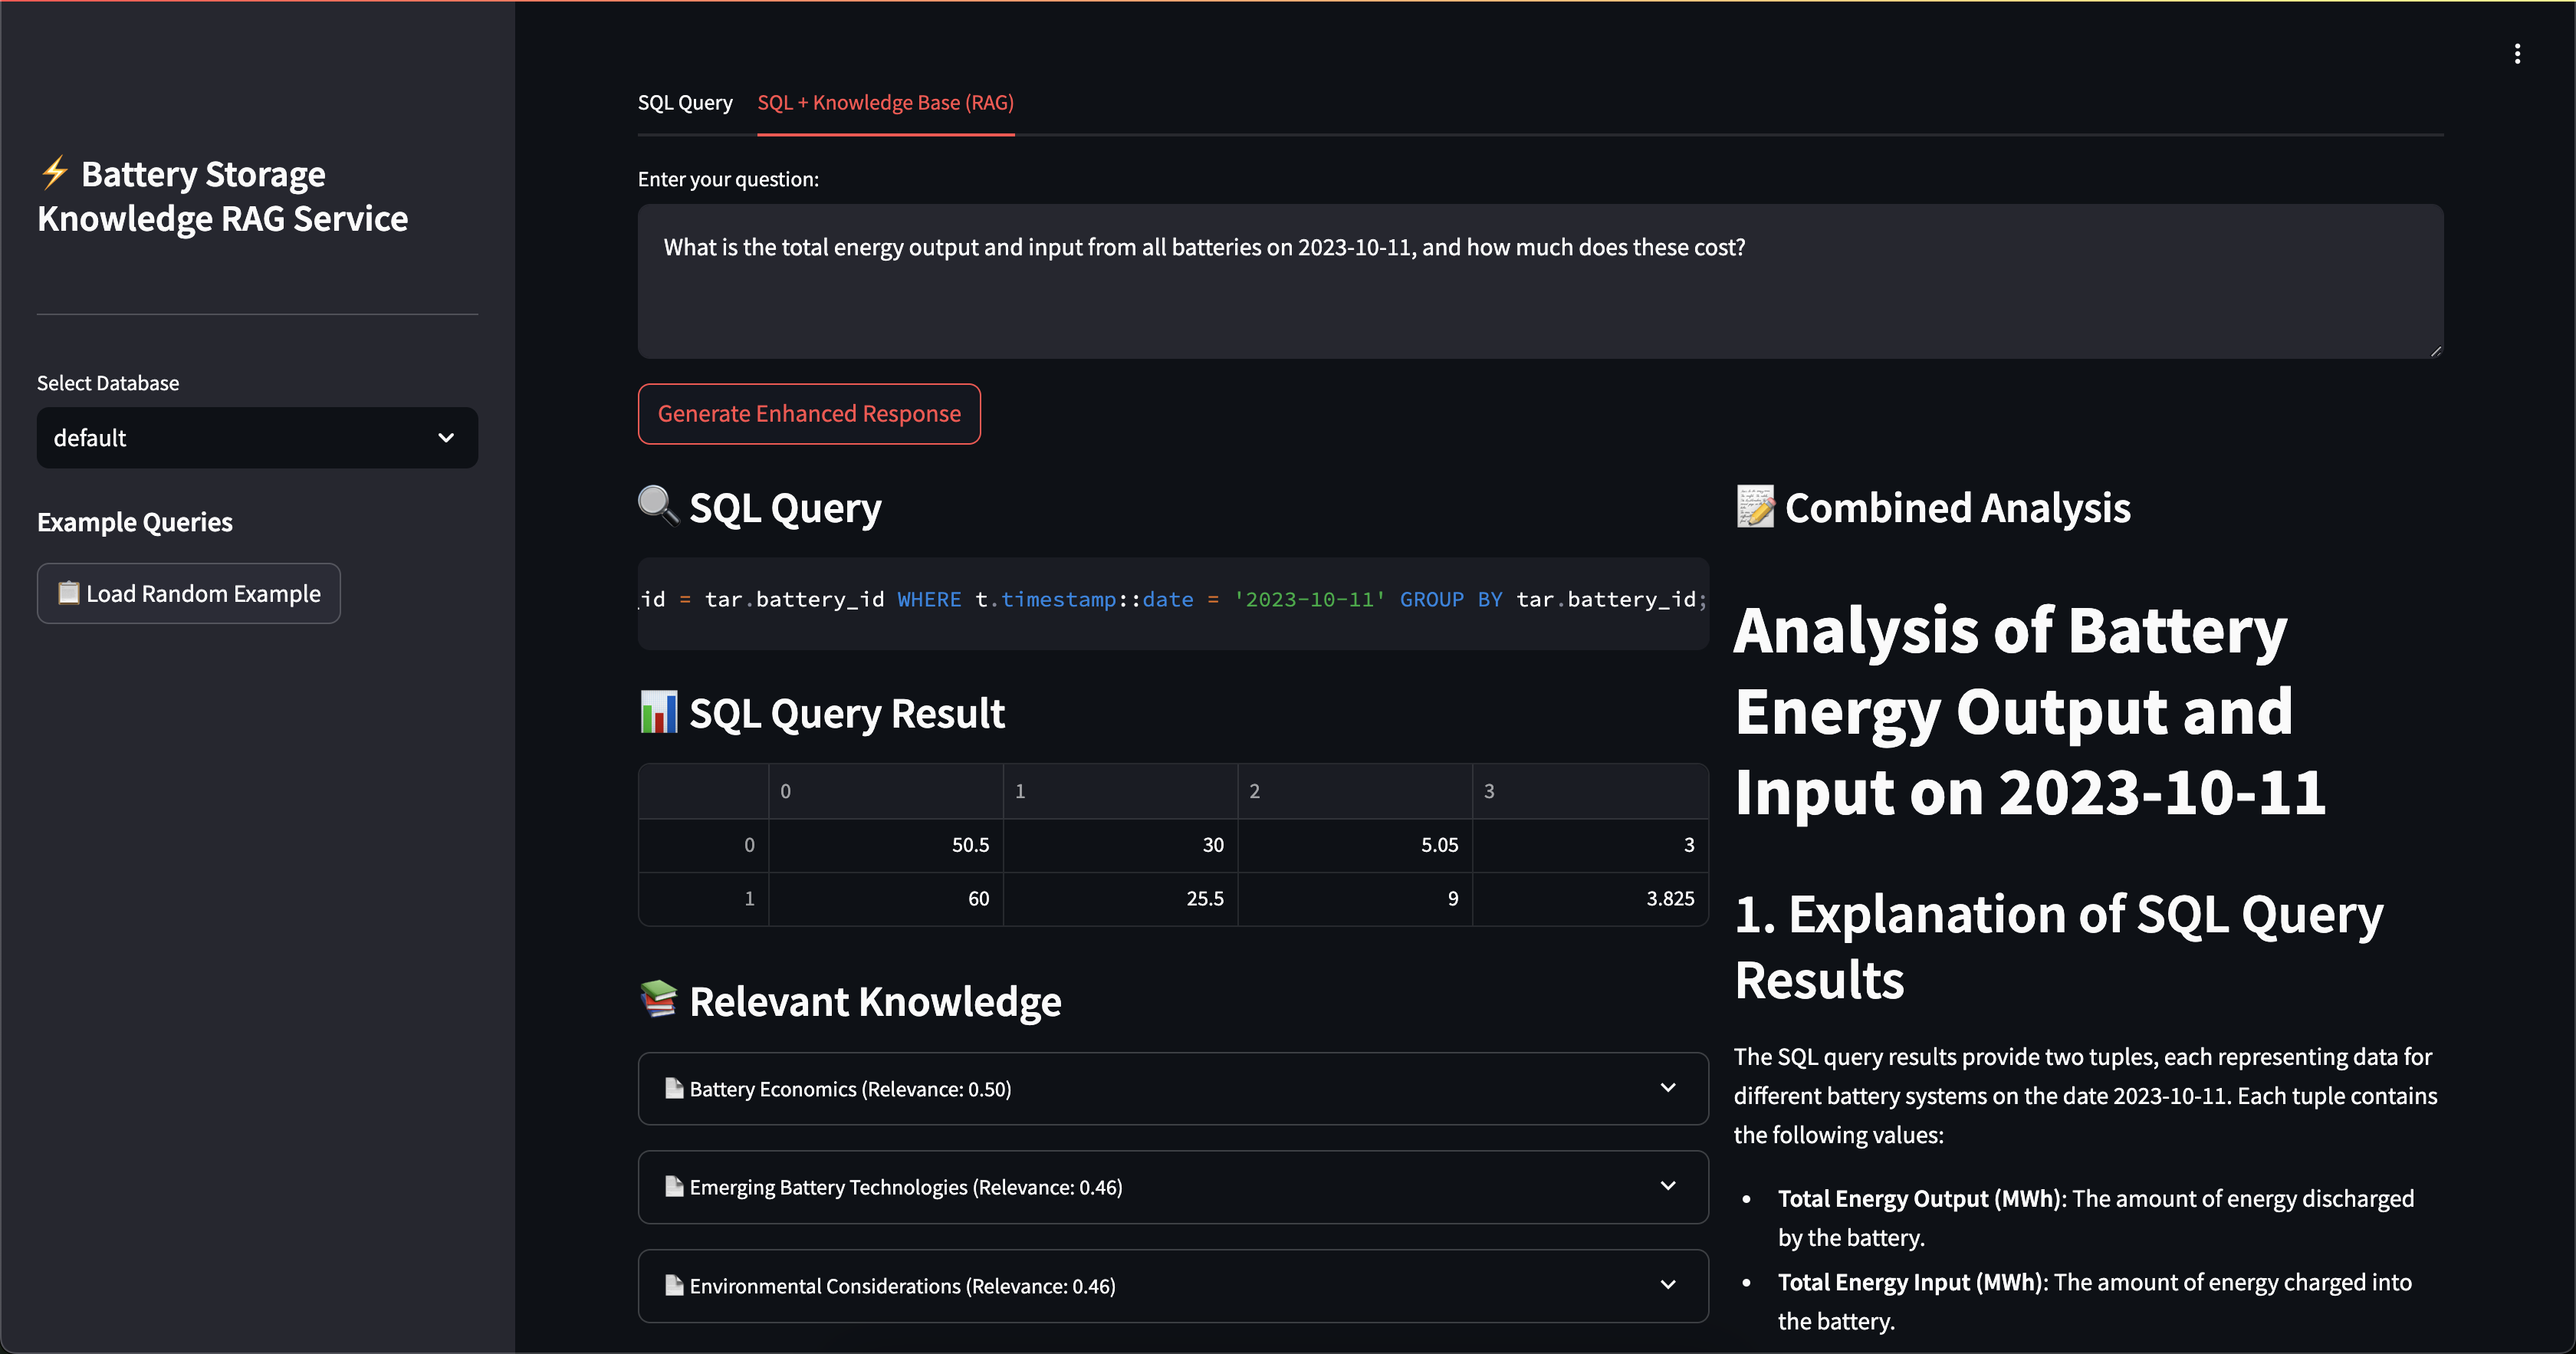 ⚡ Battery Storage
Knowledge RAG Service
Select Database
default
Example Queries
📋 Load Random Example
SQL Query
SQL + Knowledge Base (RAG)
Enter your question:
What is the total energy output and input from all batteries on 2023-10-11, and how much does these cost?
Generate Enhanced Response
🔍 SQL Query
_id = tar.battery_id WHERE t.timestamp::date = '2023-10-11' GROUP BY tar.battery_id;
📊 SQL Query Result
0 1 2 3
0 50.5 30 5.05 3
1 60 25.5 9 3.825
📚 Relevant Knowledge
📄 Battery Economics (Relevance: 0.50)
📄 Emerging Battery Technologies (Relevance: 0.46)
📄 Environmental Considerations (Relevance: 0.46)
📝 Combined Analysis
Analysis of Battery
Energy Output and
Input on 2023-10-11
1. Explanation of SQL Query
Results
The SQL query results provide two tuples, each representing data for
different battery systems on the date 2023-10-11. Each tuple contains
the following values:
• Total Energy Output (MWh): The amount of energy discharged
by the battery.
• Total Energy Input (MWh): The amount of energy charged into
the battery.